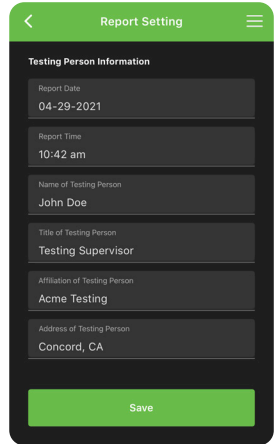 Report Setting
Testing Person Information
Report Date
04-29-2021
Report Time
10:42 am
Name of Testing Person
John Doe
Title of Testing Person
Testing Supervisor
Affiliation of Testing Person
Acme Testing
Address of Testing Person
Concord, CA
Save